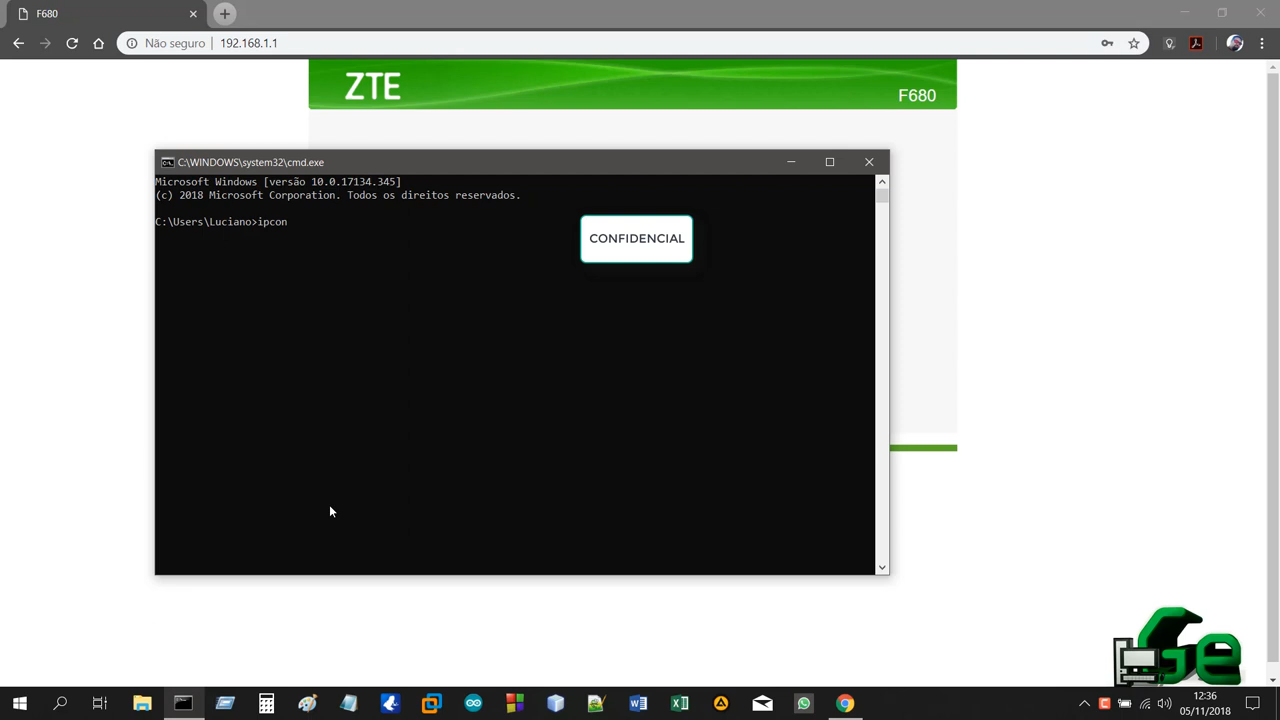 F680
Não seguro
192.168.1.1
ZTE
F680
C:\WINDOWS\system32\cmd.exe
Microsoft Windows [versão 10.0.17134.345]
(c) 2018 Microsoft Corporation. Todos os direitos reservados.
C:\Users\Luciano>ipcon
CONFIDENCIAL
Ge
12:36
05/11/2018